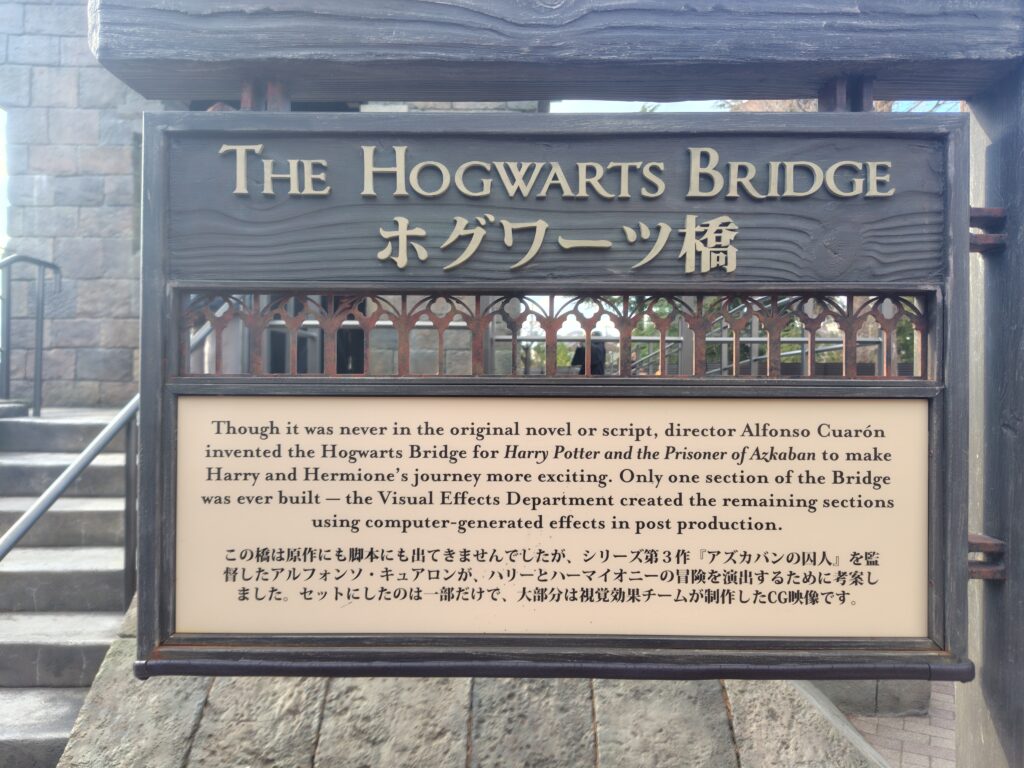 THE HOGWARTS BRIDGE
ホグワーツ橋
Though it was never in the original novel or script, director Alfonso Cuarón
invented the Hogwarts Bridge for Harry Potter and the Prisoner of Azkaban to make
Harry and Hermione's journey more exciting. Only one section of the Bridge
was ever built — the Visual Effects Department created the remaining sections
using computer-generated effects in post production.
この橋は原作にも脚本にも出てきませんでしたが、シリーズ第3作『アズカバンの囚人』を監
督したアルフォンソ・キュアロンが、ハリーとハーマイオニーの冒険を演出するために考案し
ました。セットにしたのは一部だけで、大部分は視覚効果チームが制作したCG映像です。